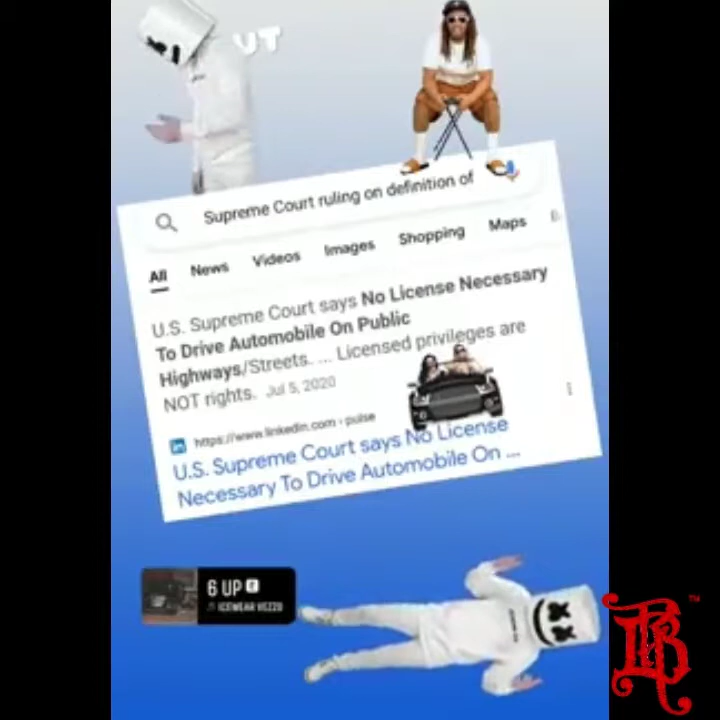 UT
Supreme Court ruling on definition of
All News Videos Images Shopping Maps B
U.S. Supreme Court says No License Necessary
To Drive Automobile On Public
Highways/Streets. ... Licensed privileges are
NOT rights. Jul 5, 2020
in https://www.linkedin.com › pulse
U.S. Supreme Court says No License
Necessary To Drive Automobile On ...
6 UP E
ICEWEAR VEZZO
TM